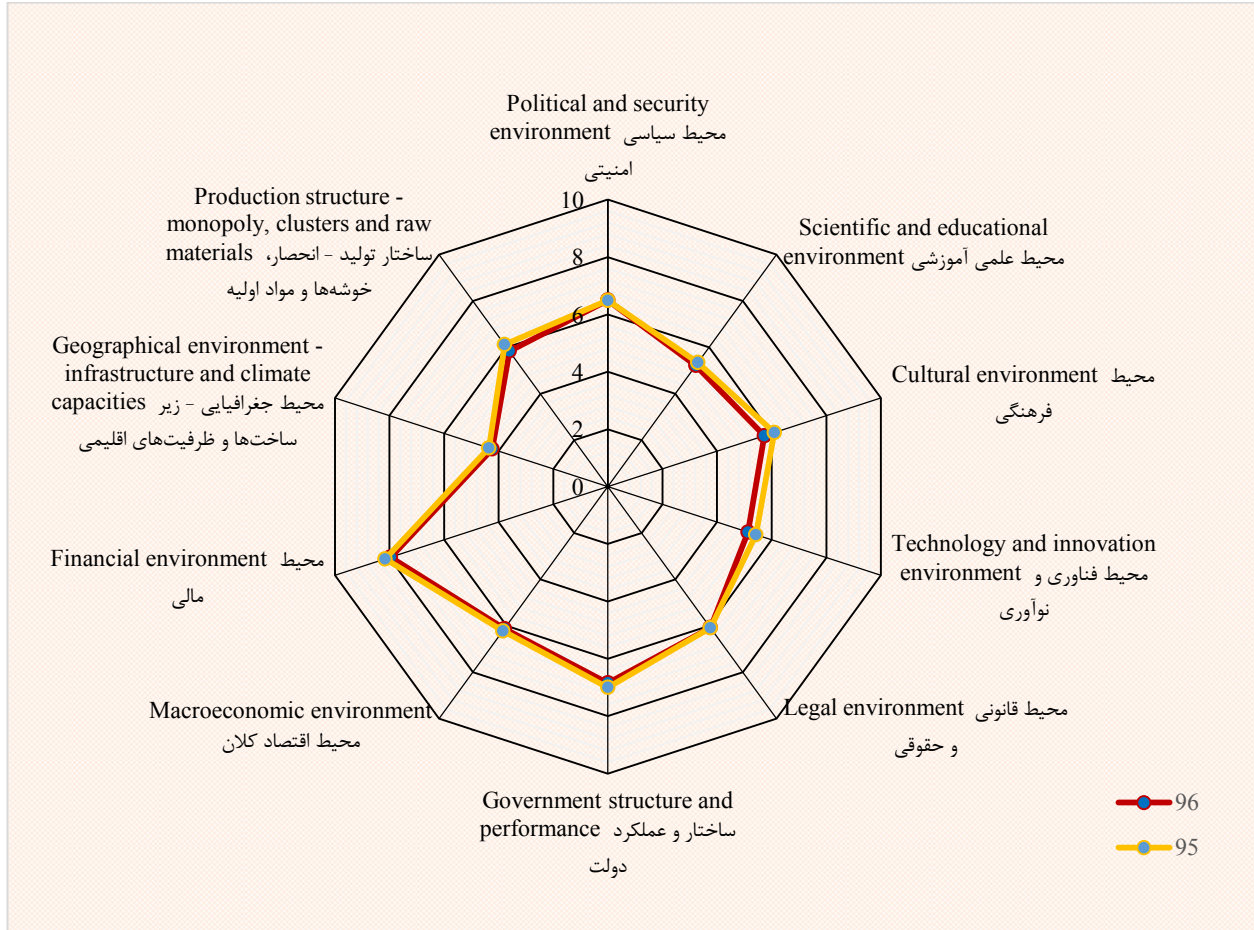 Political and security
environment محیط سیاسی
امنیتی
Scientific and educational
environment محیط علمی آموزشی
Cultural environment محیط
فرهنگی
Technology and innovation
environment محیط فناوری و
نوآوری
Legal environment محیط قانونی
و حقوقی
Government structure and
performance ساختار و عملکرد
دولت
Macroeconomic environment
محیط اقتصاد کلان
Financial environment محیط
مالی
Geographical environment -
infrastructure and climate
capacities محیط جغرافیایی - زیر
ساخت‌ها و ظرفیت‌های اقلیمی
Production structure -
monopoly, clusters and raw
materials ساختار تولید - انحصار،
خوشه‌ها و مواد اولیه
10
8
6
4
2
0
96
95